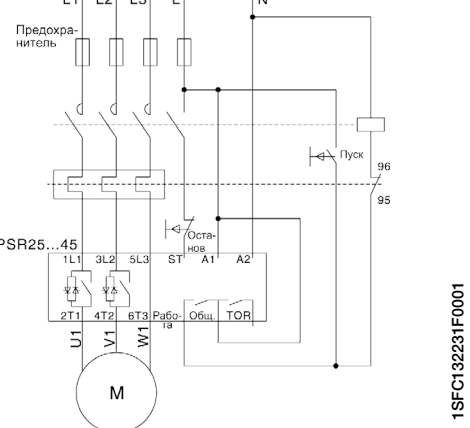 L1 L2 L3 L N
Предохра-
нитель
Пуск
96
95
Оста-
нов
PSR25...45
1L1 3L2 5L3 ST A1 A2
2T1 4T2 6T3 Рабо-
та Общ. TOR
U1 V1 W1
M
1SFC132231F0001